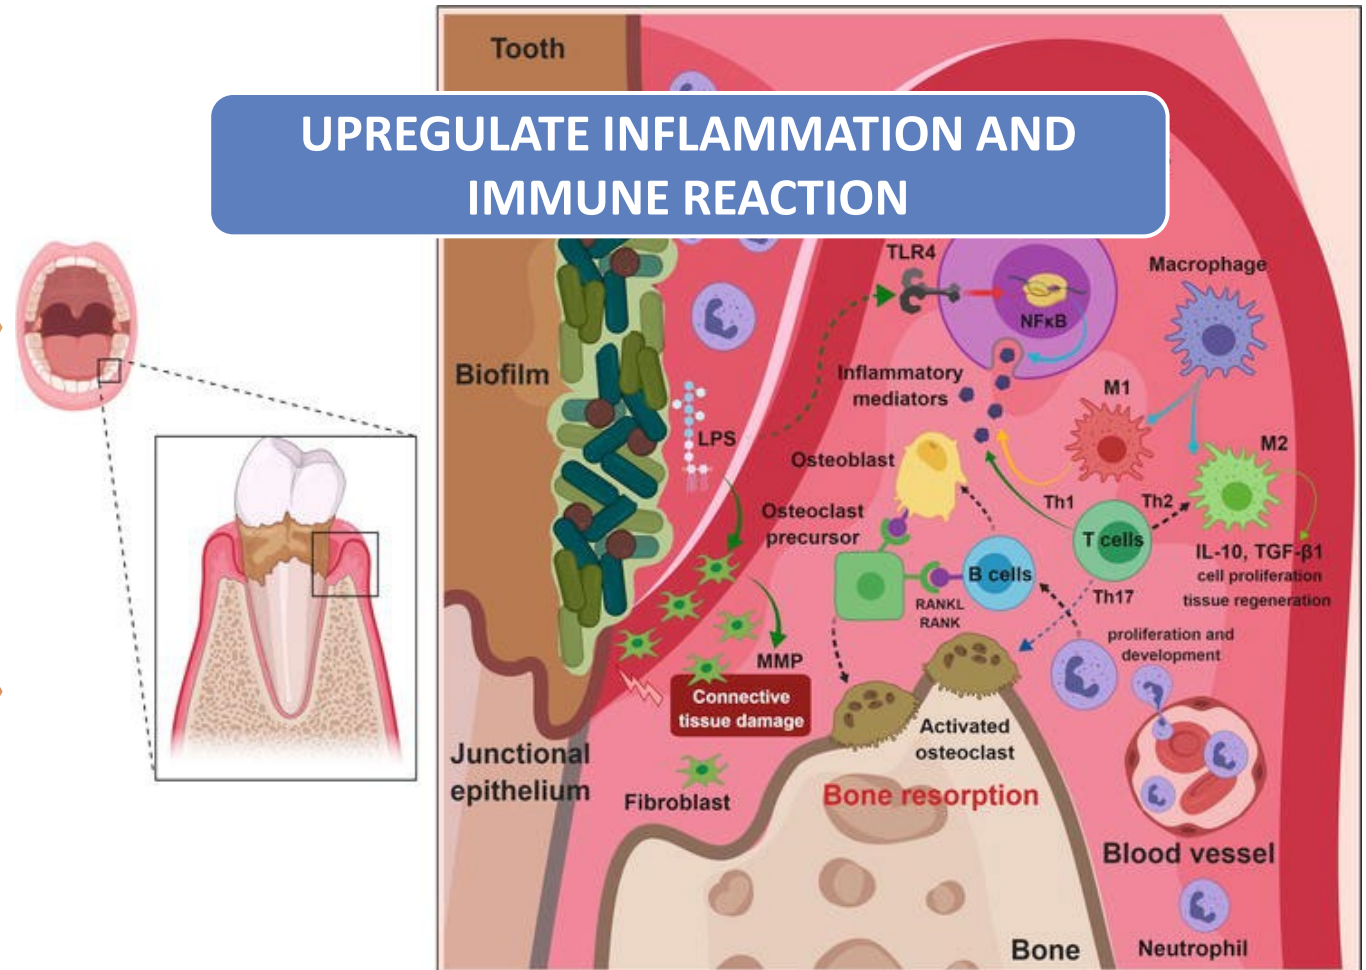 Tooth
UPREGULATE INFLAMMATION AND
IMMUNE REACTION
TLR4
Macrophage
NFκB
Biofilm
Inflammatory
mediators
M1
LPS
M2
Osteoblast
Th1
Th2
Osteoclast
precursor
T cells
IL-10, TGF-β1
cell proliferation
tissue regeneration
B cells
Th17
RANKL
RANK
proliferation and
development
MMP
Connective
tissue damage
Activated
osteoclast
Junctional
epithelium
Fibroblast
Bone resorption
Blood vessel
Bone
Neutrophil